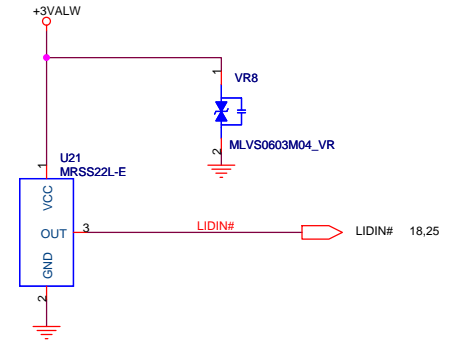 +3VALW
1
VR8
MLVS0603M04_VR
2
1
U21
MRSS22L-E
VCC
OUT
3
LIDIN#
LIDIN# 18,25
GND
2